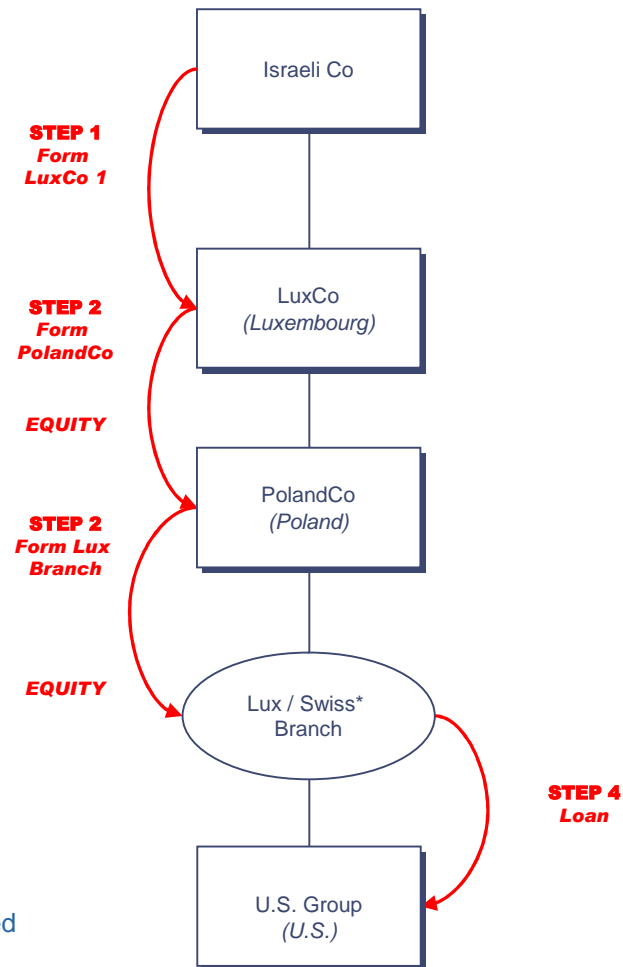 Israeli Co
STEP 1
Form
LuxCo 1
LuxCo
(Luxembourg)
STEP 2
Form
PolandCo
EQUITY
PolandCo
(Poland)
STEP 2
Form Lux
Branch
EQUITY
Lux / Swiss*
Branch
STEP 4
Loan
U.S. Group
(U.S.)
ed